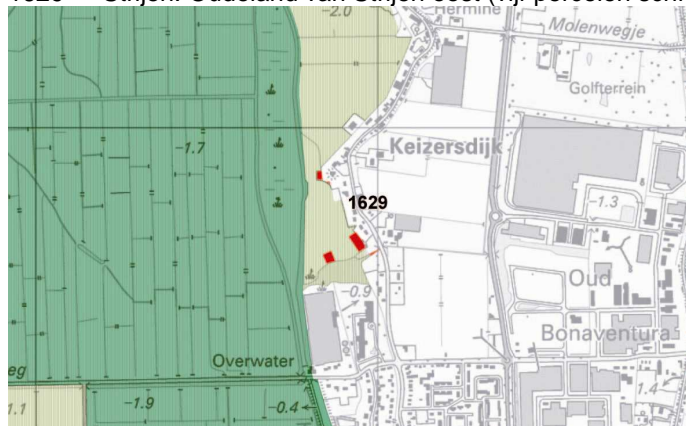 -2.0
Hermine
Molenwegje
Golfterrein
-1.7
Keizersdijk
1629
-1.3
Oud
-0.9
Bonaventura
Overwater
eg
1.1
-1.9
-0.4
1.4